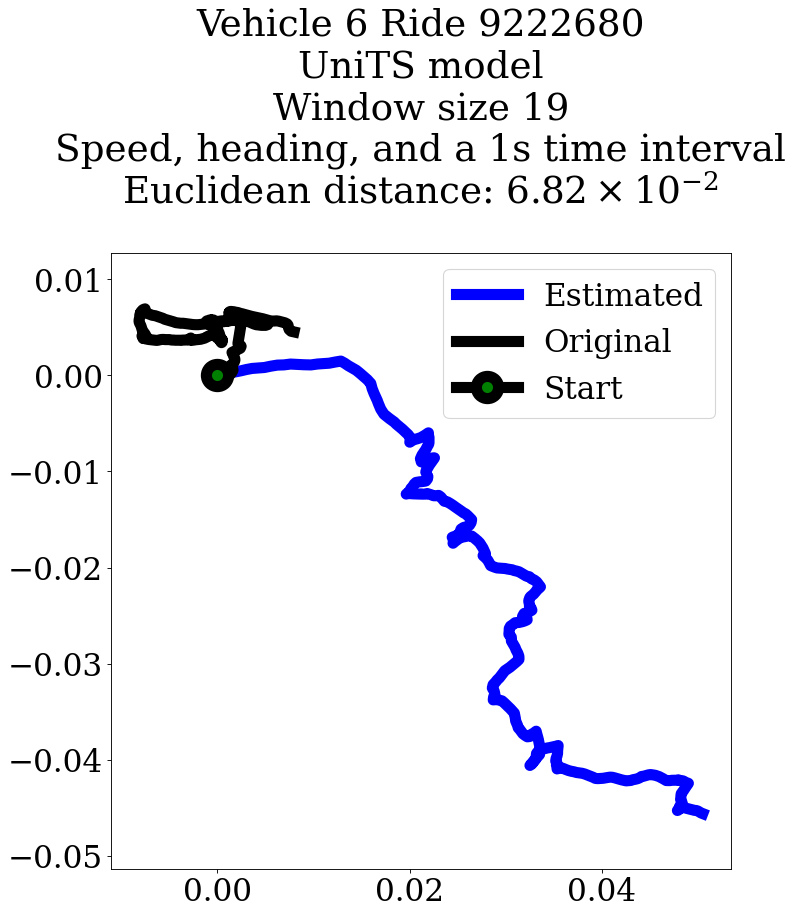 Vehicle 6 Ride 9222680
UniTS model
Window size 19
Speed, heading, and a 1s time interval
Euclidean distance: 6.82 × 10⁻²
Estimated
Original
Start
0.01
0.00
−0.01
−0.02
−0.03
−0.04
−0.05
0.00 0.02 0.04